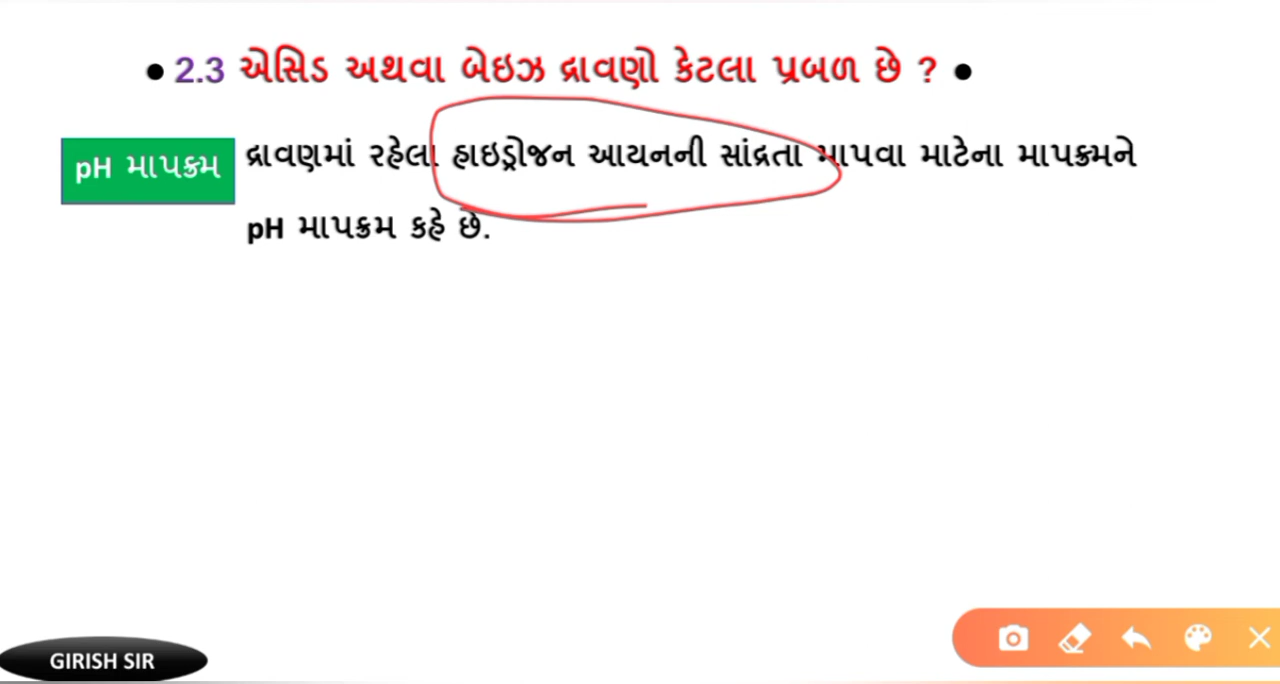 • 2.3 એસિડ અથવા બેઇઝ દ્રાવણો કેટલા પ્રબળ છે ? •
pH માપક્રમ
દ્રાવણમાં રહેલા હાઇડ્રોજન આયનની સાંદ્રતા માપવા માટેના માપક્રમને
pH માપક્રમ કહે છે.
GIRISH SIR